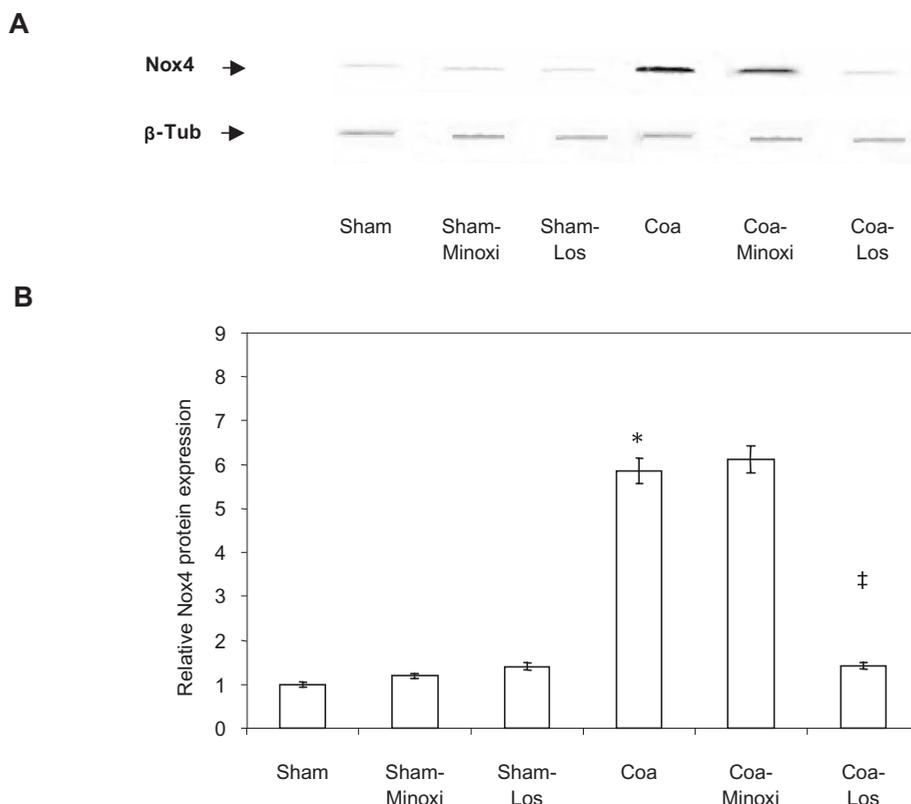 A
Nox4
β-Tub
Sham Sham-Minoxi Sham-Los Coa Coa-Minoxi Coa-Los
B
Relative Nox4 protein expression
9
8
7
6
5
4
3
2
1
0
*
‡
Sham Sham-Minoxi Sham-Los Coa Coa-Minoxi Coa-Los